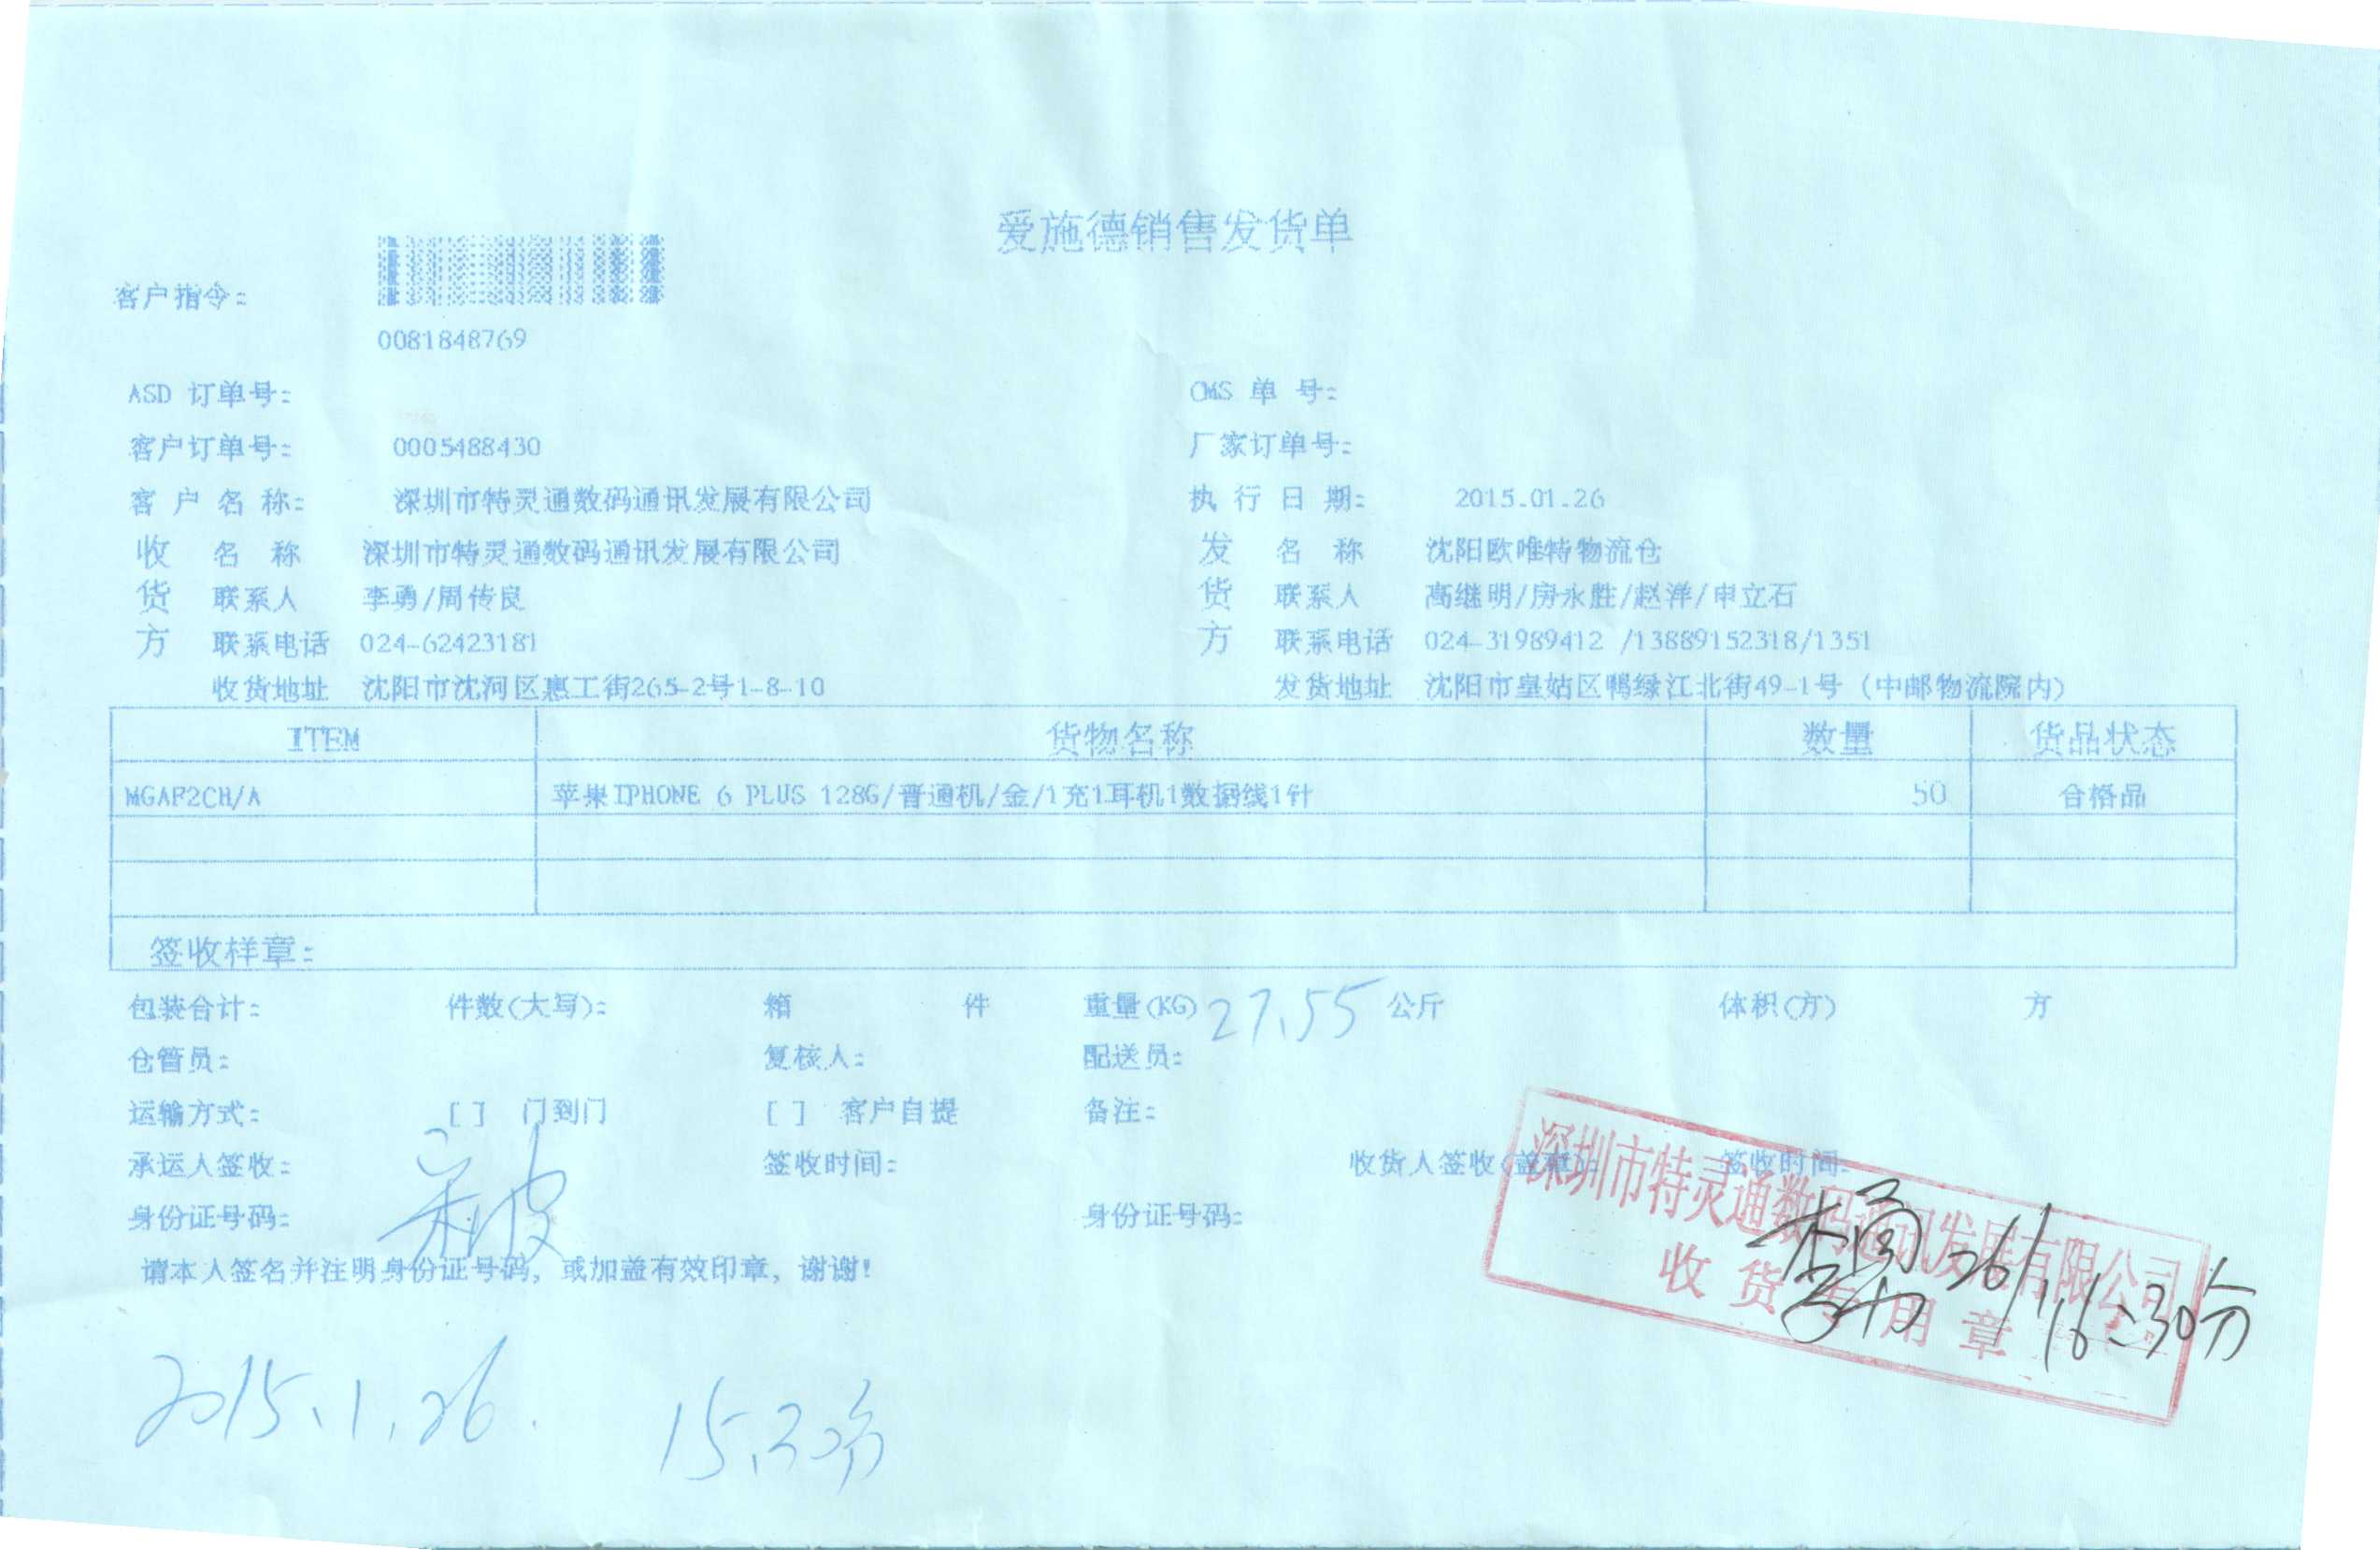 爱施德销售发货单
客户指令:
0081848769
ASD 订单号: CMS 单 号:
客户订单号: 0005488430 厂家订单号:
客 户 名 称: 深圳市特灵通数码通讯发展有限公司 执 行 日 期: 2015.01.26
收 名 称 深圳市特灵通数码通讯发展有限公司 发 名 称 沈阳欧唯特物流仓
货 联系人 李勇/周传良 货 联系人 高继明/房永胜/赵洋/申立石
方 联系电话 024-62423181 方 联系电话 024-31989412 /13889152318/1351
收货地址 沈阳市沈河区惠工街265-2号1-8-10 发货地址 沈阳市皇姑区鸭绿江北街49-1号 (中邮物流院内)
ITEM 货物名称 数量 货品状态
MGAF2CH/A 苹果IPHONE 6 PLUS 128G/普通机/金/1充1耳机1数据线1针 50 合格品
签收样章:
包装合计: 件数(大写): 箱 件 重量(KG) 27.55 公斤 体积(方) 方
仓管员: 复核人: 配送员:
运输方式: [ ] 门到门 [ ] 客户自提 备注:
承运人签收: 签收时间: 收货人签收(盖章): 签收时间:
身份证号码: 身份证号码:
请本人签名并注明身份证号码, 或加盖有效印章, 谢谢!
深圳市特灵通数码通讯发展有限公司
收货专用章
李勇 26/1 16:30分
2015.1.26. 15.30分